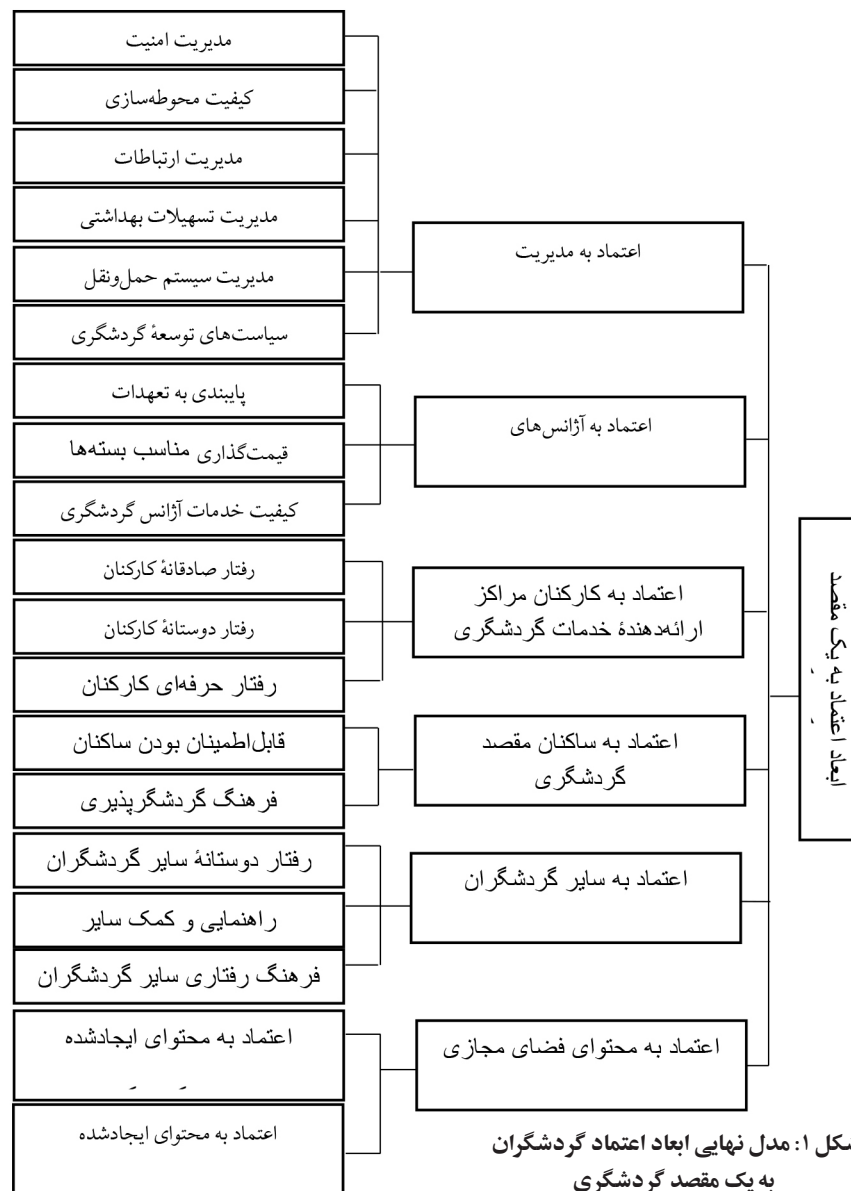 مدیریت امنیت
کیفیت محوطه‌سازی
مدیریت ارتباطات
مدیریت تسهیلات بهداشتی
مدیریت سیستم حمل‌ونقل
سیاست‌های توسعهٔ گردشگری
پایبندی به تعهدات
قیمت‌گذاری مناسب بسته‌ها
کیفیت خدمات آژانس گردشگری
رفتار صادقانهٔ کارکنان
رفتار دوستانهٔ کارکنان
رفتار حرفه‌ای کارکنان
قابل‌اطمینان بودن ساکنان
فرهنگ گردشگرپذیری
رفتار دوستانهٔ سایر گردشگران
راهنمایی و کمک سایر
فرهنگ رفتاری سایر گردشگران
اعتماد به محتوای ایجادشده
اعتماد به محتوای ایجادشده
اعتماد به مدیریت
اعتماد به آژانس‌های
اعتماد به کارکنان مراکز
ارائه‌دهندهٔ خدمات گردشگری
اعتماد به ساکنان مقصد
گردشگری
اعتماد به سایر گردشگران
اعتماد به محتوای فضای مجازی
ابعاد اعتماد به یک مقصد
شکل ۱: مدل نهایی ابعاد اعتماد گردشگران
به یک مقصد گردشگری